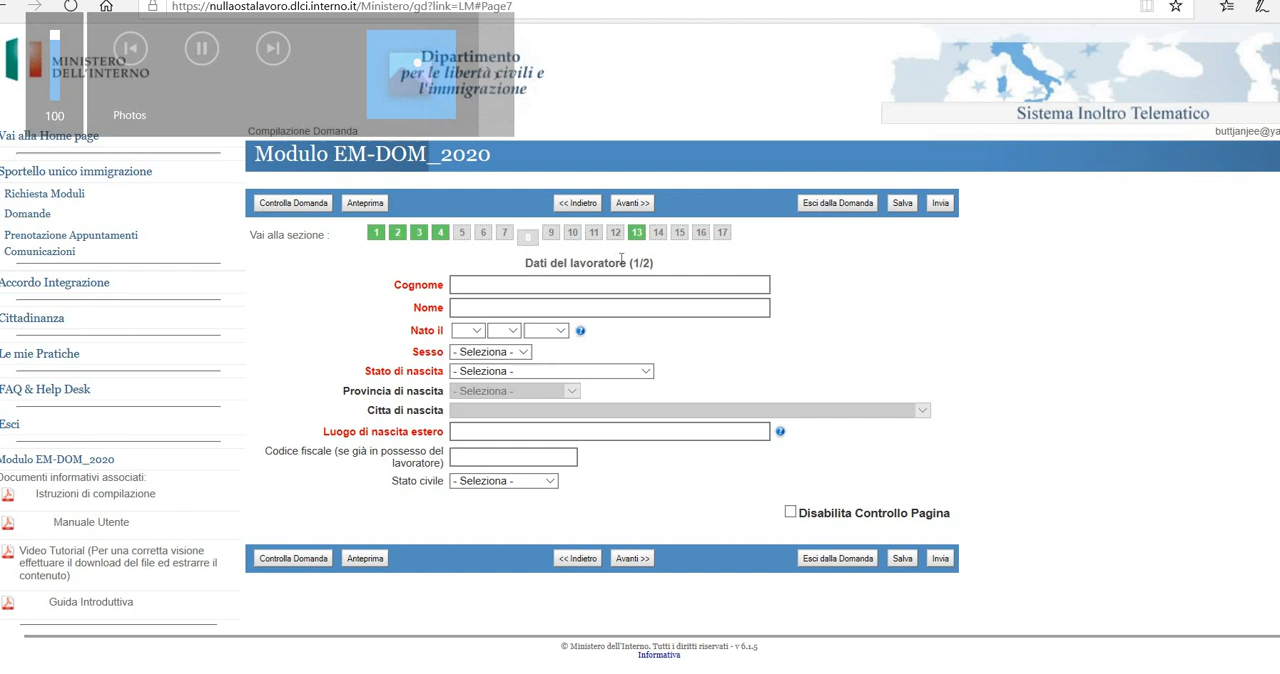 https://nullaostalavoro.dlci.interno.it/Ministero/gd?link=LM#Page7
MINISTERO
DELL'INTERNO
100
Photos
Dipartimento
per le libertà civili e
l'immigrazione
Sistema Inoltro Telematico
Vai alla Home page
Compilazione Domanda
buttjanjee@ya
Modulo EM-DOM_2020
Sportello unico immigrazione
Richiesta Moduli
Domande
Prenotazione Appuntamenti
Comunicazioni
Accordo Integrazione
Cittadinanza
Le mie Pratiche
FAQ & Help Desk
Esci
Modulo EM-DOM_2020
Documenti informativi associati:
Istruzioni di compilazione
Manuale Utente
Video Tutorial (Per una corretta visione
effettuare il download del file ed estrarre il
contenuto)
Guida Introduttiva
Controlla Domanda Anteprima << Indietro Avanti >> Esci dalla Domanda Salva Invia
Vai alla sezione : 1 2 3 4 5 6 7 8 9 10 11 12 13 14 15 16 17
Dati del lavoratore (1/2)
Cognome
Nome
Nato il
Sesso - Seleziona -
Stato di nascita - Seleziona -
Provincia di nascita - Seleziona -
Citta di nascita
Luogo di nascita estero
Codice fiscale (se già in possesso del
lavoratore)
Stato civile - Seleziona -
Disabilita Controllo Pagina
Controlla Domanda Anteprima << Indietro Avanti >> Esci dalla Domanda Salva Invia
© Ministero dell'Interno. Tutti i diritti riservati - v 6.1.5
Informativa